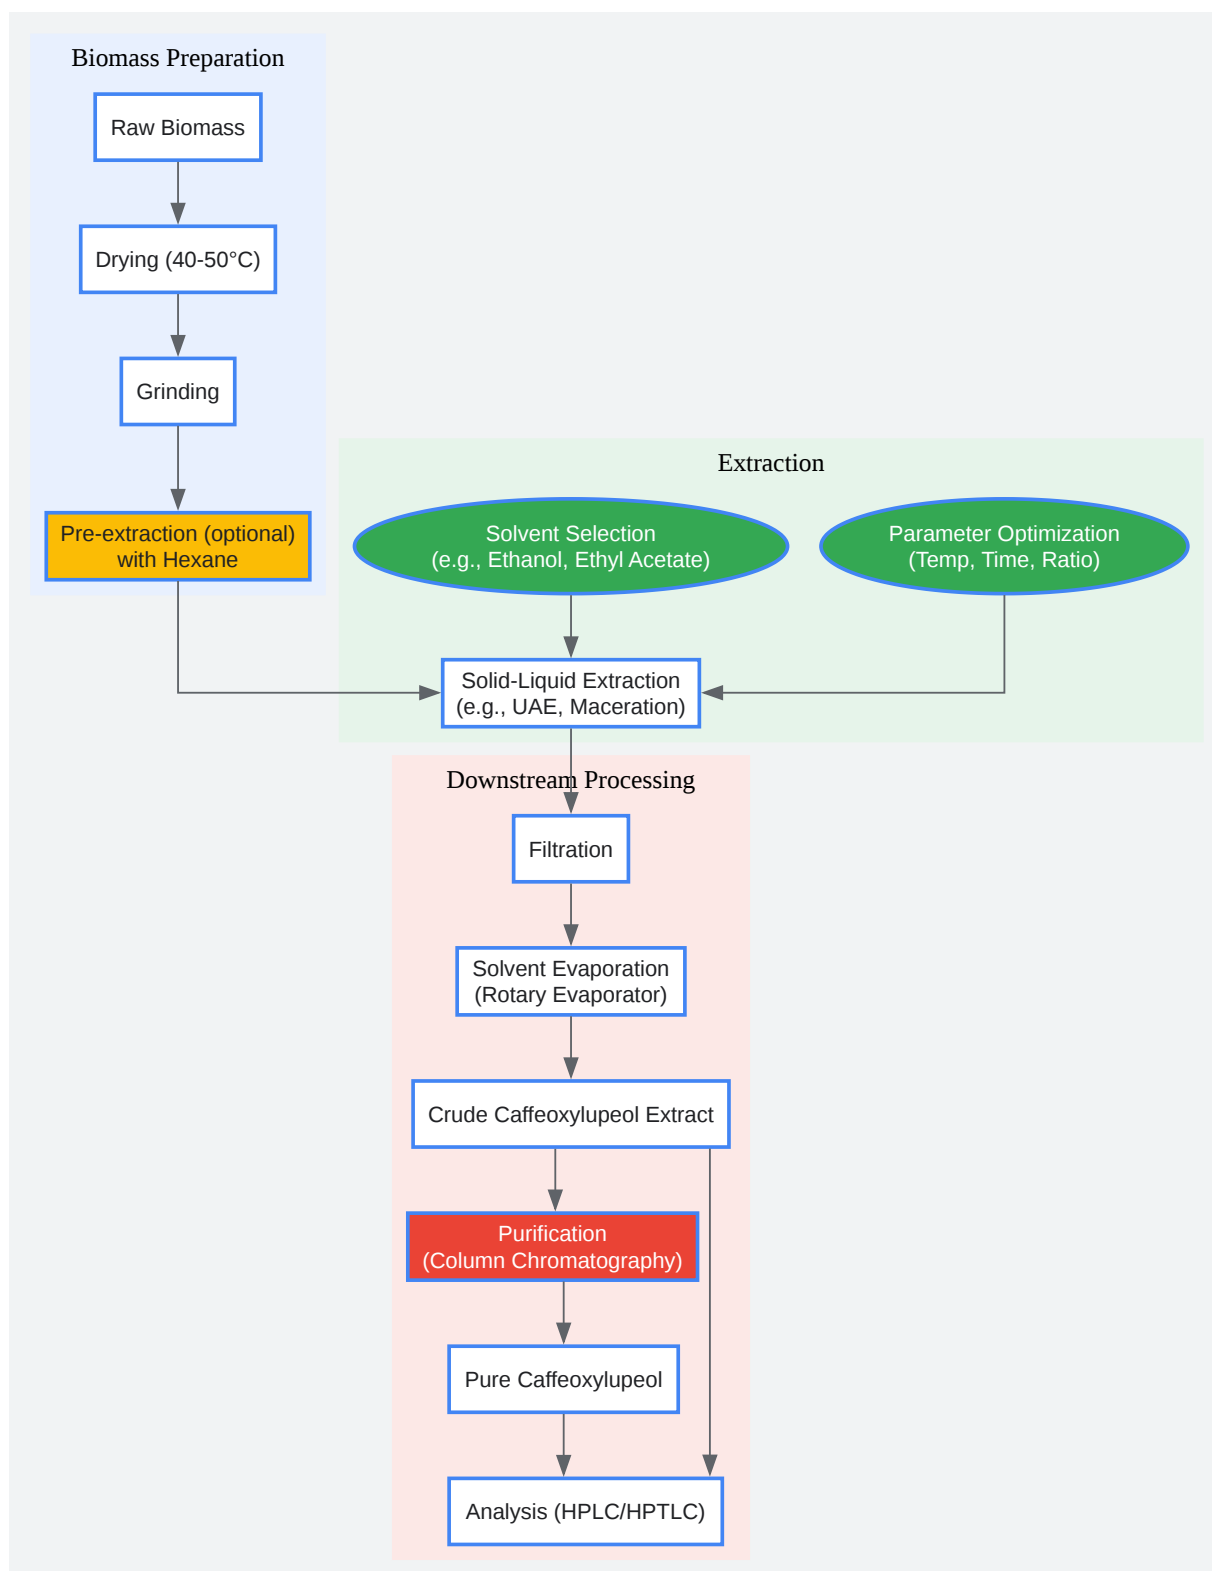 Biomass Preparation
Raw Biomass
Drying (40-50°C)
Grinding
Pre-extraction (optional)
with Hexane
Extraction
Solvent Selection
(e.g., Ethanol, Ethyl Acetate)
Parameter Optimization
(Temp, Time, Ratio)
Solid-Liquid Extraction
(e.g., UAE, Maceration)
Downstream Processing
Filtration
Solvent Evaporation
(Rotary Evaporator)
Crude Caffeoxylupeol Extract
Purification
(Column Chromatography)
Pure Caffeoxylupeol
Analysis (HPLC/HPTLC)